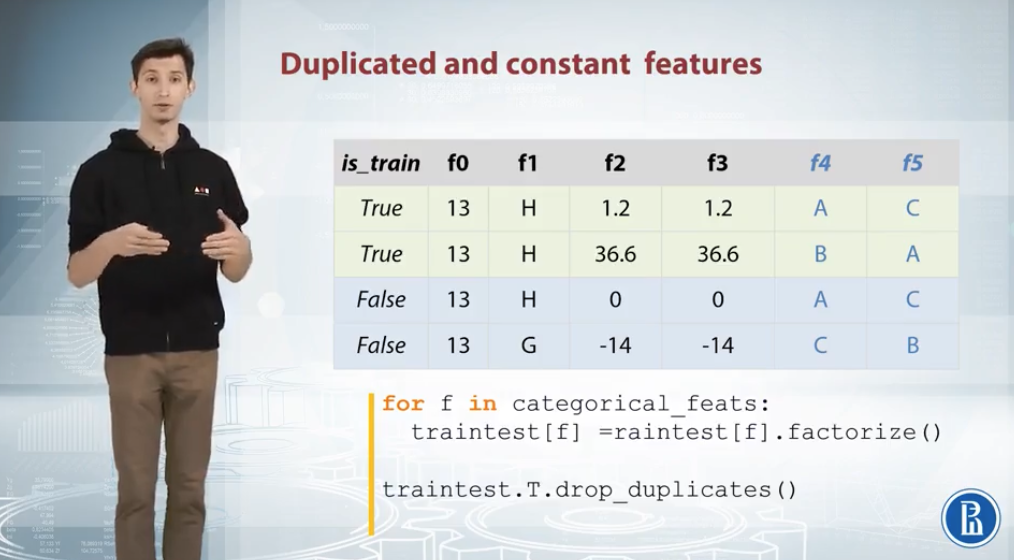 Duplicated and constant features
is_train f0 f1 f2 f3 f4 f5
True 13 H 1.2 1.2 A C
True 13 H 36.6 36.6 B A
False 13 H 0 0 A C
False 13 G -14 -14 C B
for f in categorical_feats:
traintest[f] =raintest[f].factorize()
traintest.T.drop_duplicates()